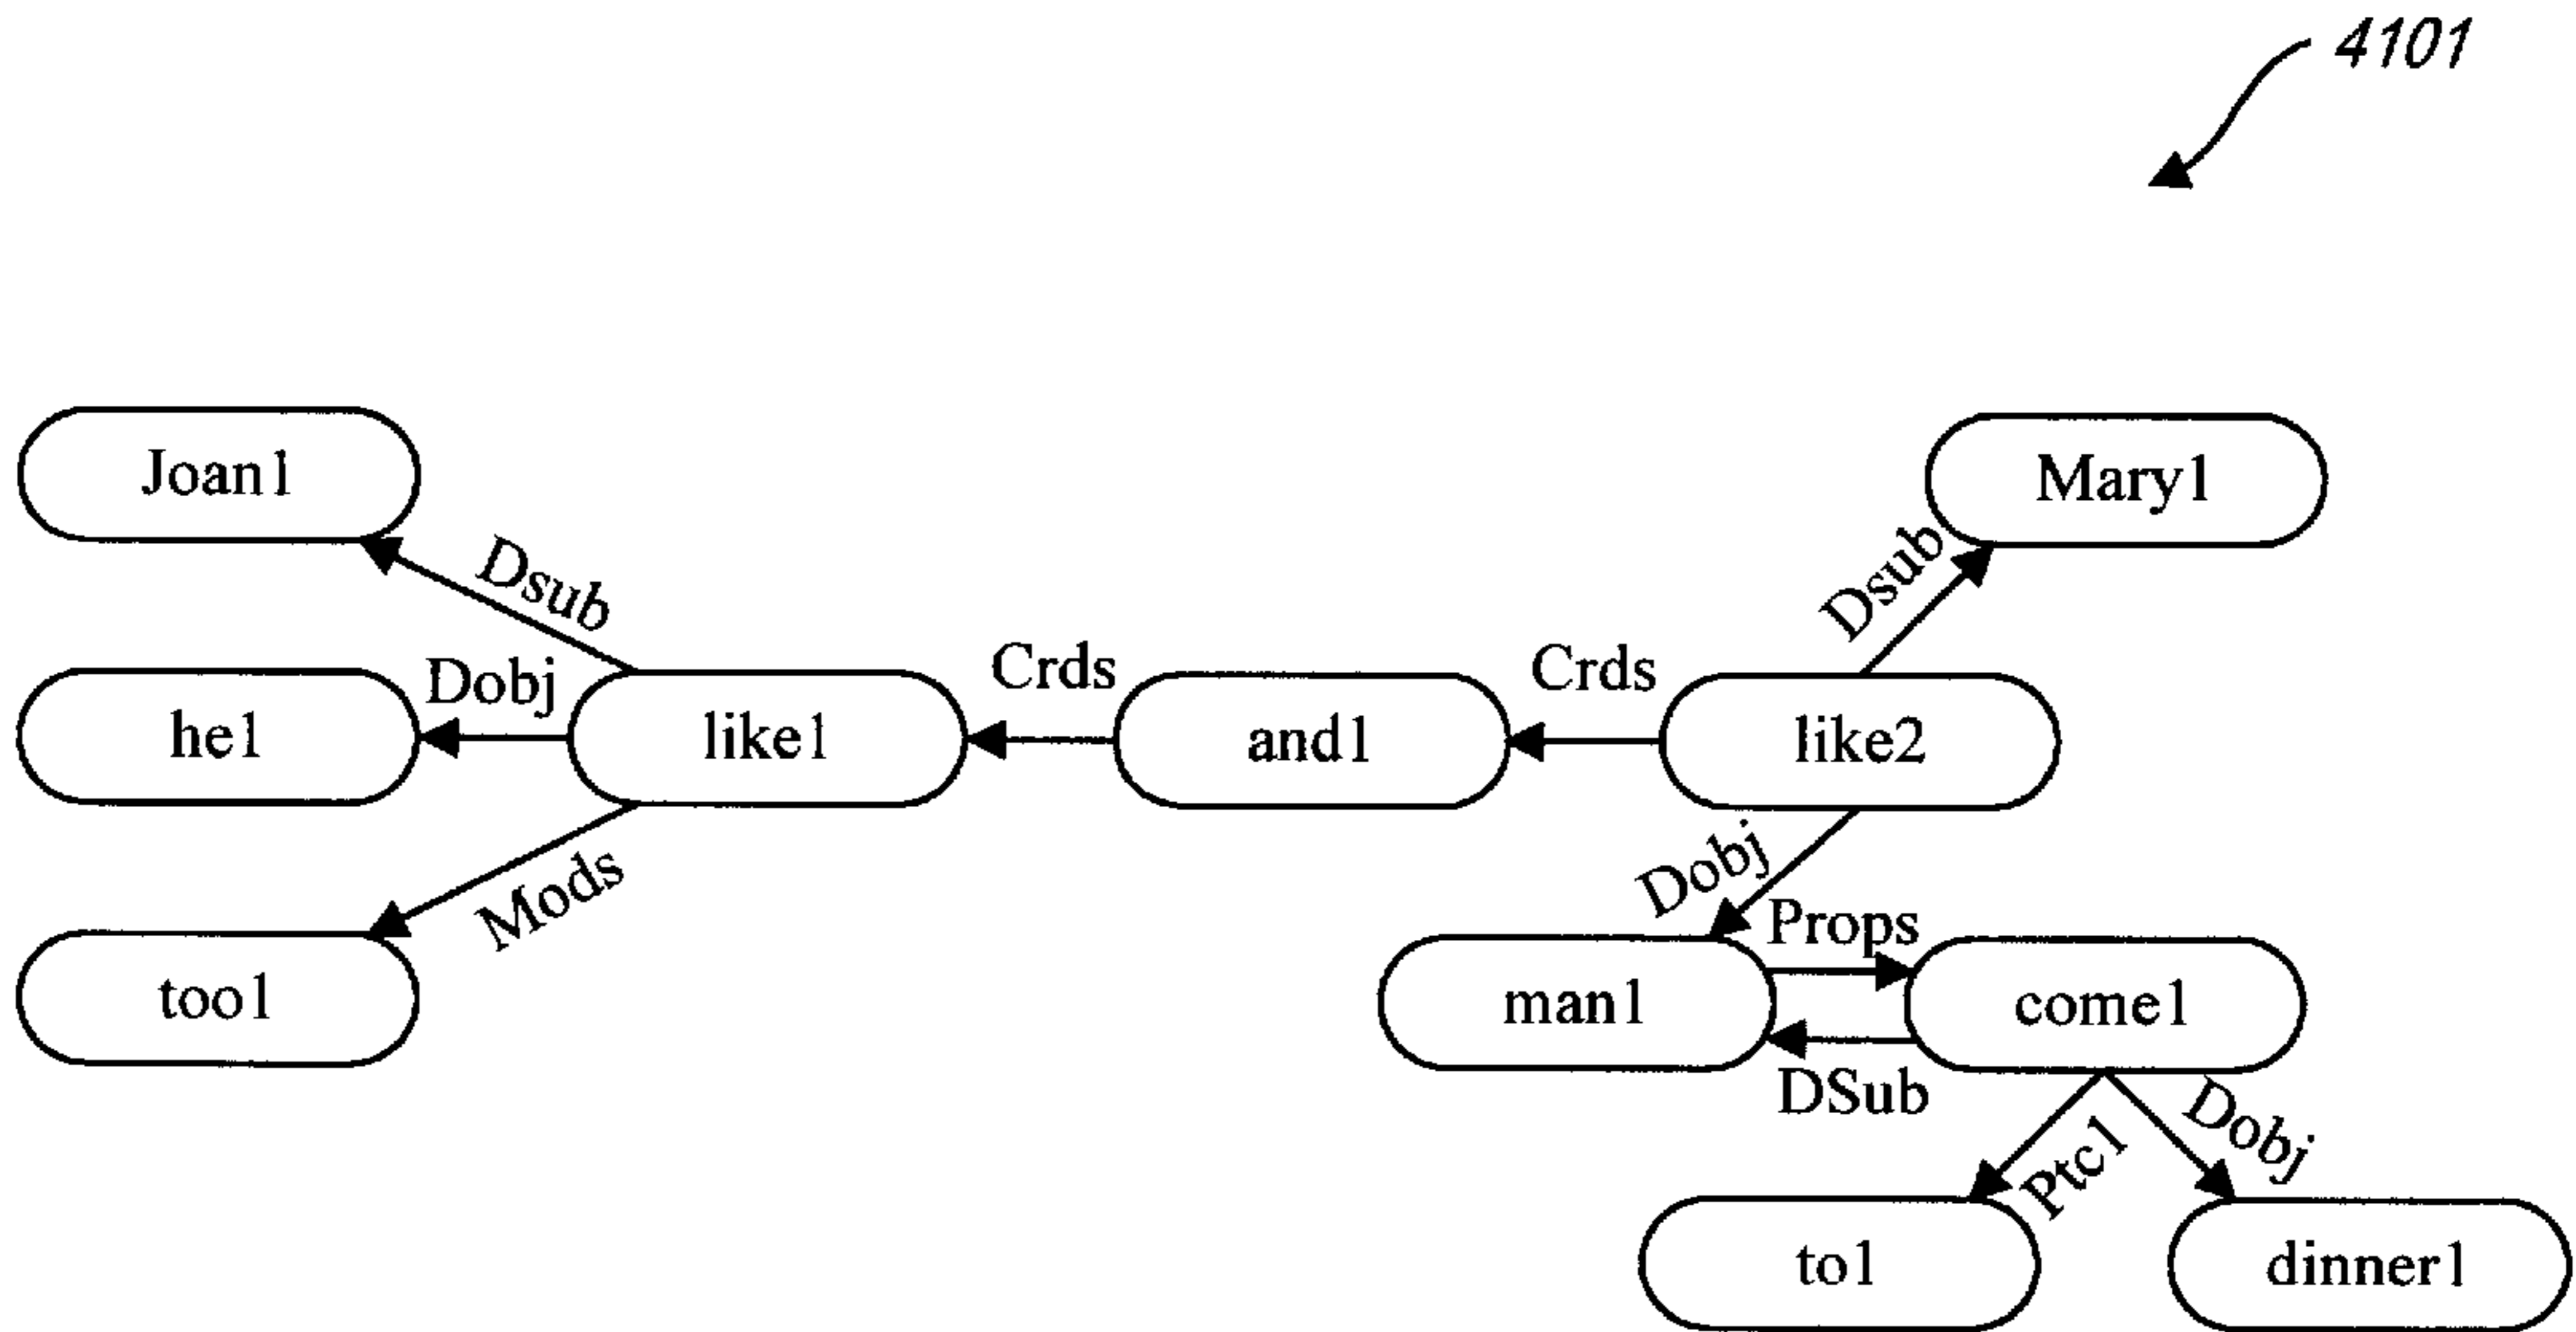 4101
Joan1
Mary1
Dsub
Dsub
he1
Dobj
like1
Crds
and1
Crds
like2
Mods
Dobj
too1
man1
Props
come1
DSub
Ptc1
Dobj
to1
dinner1